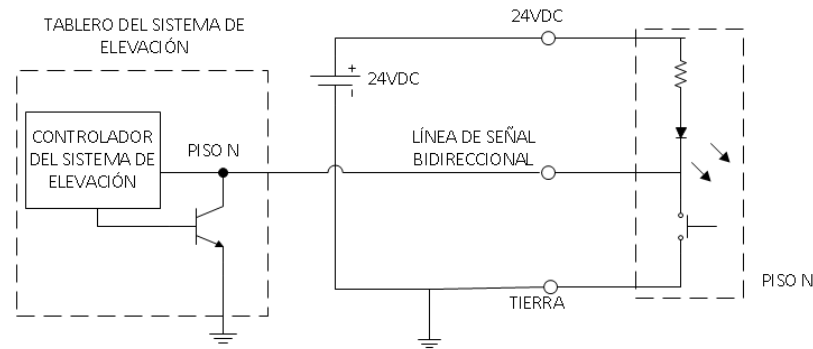 TABLERO DEL SISTEMA DE
ELEVACIÓN
24VDC
+
24VDC
CONTROLADOR
DEL SISTEMA DE
ELEVACIÓN
PISO N
LÍNEA DE SEÑAL
BIDIRECCIONAL
PISO N
TIERRA